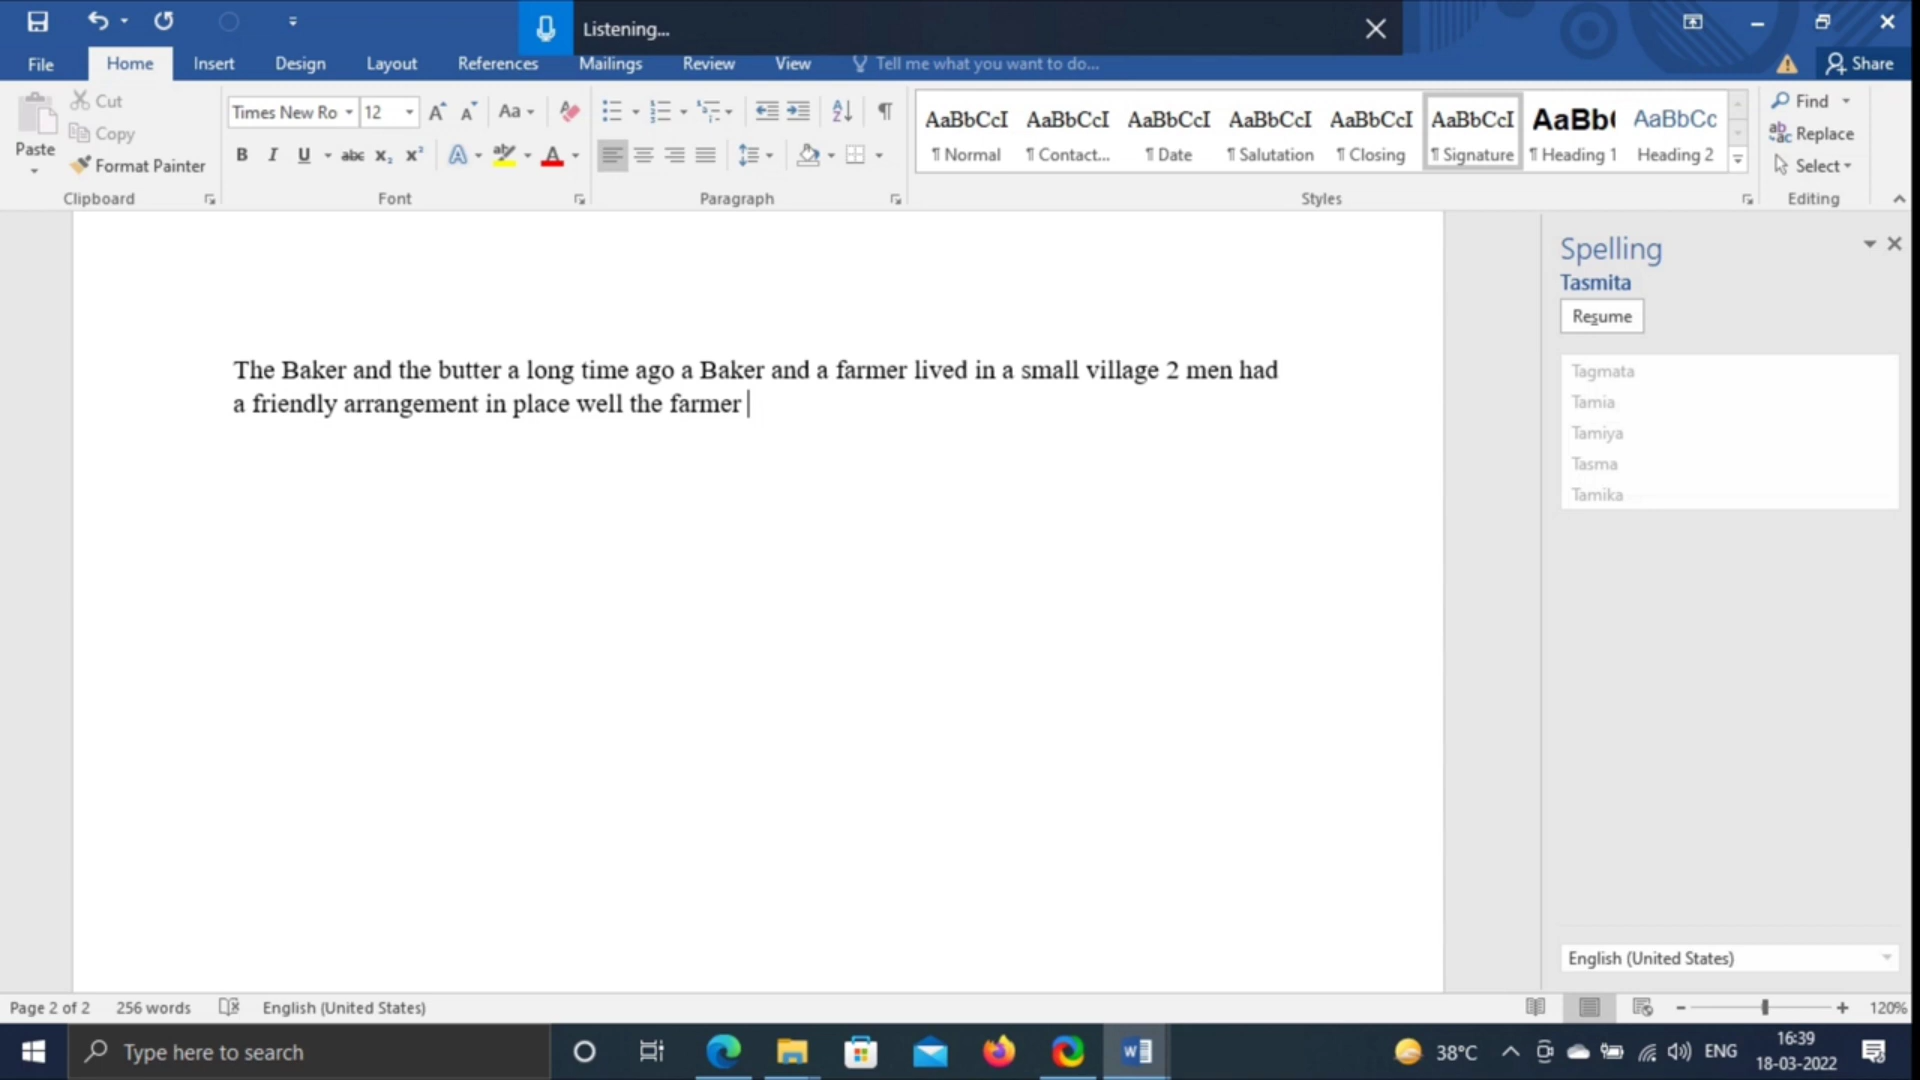 Listening...
File Home Insert Design Layout References Mailings Review View Tell me what you want to do... Share
Paste
Cut
Copy
Format Painter
Clipboard
Times New Ro 12
Font
Paragraph
AaBbCcI AaBbCcI AaBbCcI AaBbCcI AaBbCcI AaBbCcI AaBb( AaBbCc
¶ Normal ¶ Contact... ¶ Date ¶ Salutation ¶ Closing ¶ Signature ¶ Heading 1 Heading 2
Styles
Find
Replace
Select
Editing
The Baker and the butter a long time ago a Baker and a farmer lived in a small village 2 men had
a friendly arrangement in place well the farmer
Spelling
Tasmita
Resume
Tagmata
Tamia
Tamiya
Tasma
Tamika
English (United States)
Page 2 of 2 256 words English (United States) 120%
Type here to search
38°C ENG
16:39
18-03-2022